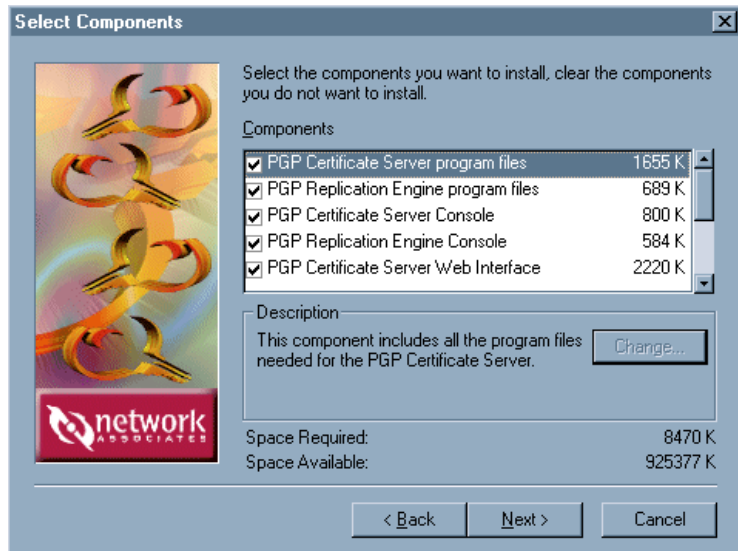 Select Components
Select the components you want to install, clear the components
you do not want to install.
Components
PGP Certificate Server program files 1655 K
PGP Replication Engine program files 689 K
PGP Certificate Server Console 800 K
PGP Replication Engine Console 584 K
PGP Certificate Server Web Interface 2220 K
Description
This component includes all the program files
needed for the PGP Certificate Server.
Change...
network
ASSOCIATES
Space Required: 8470 K
Space Available: 925377 K
< Back Next > Cancel